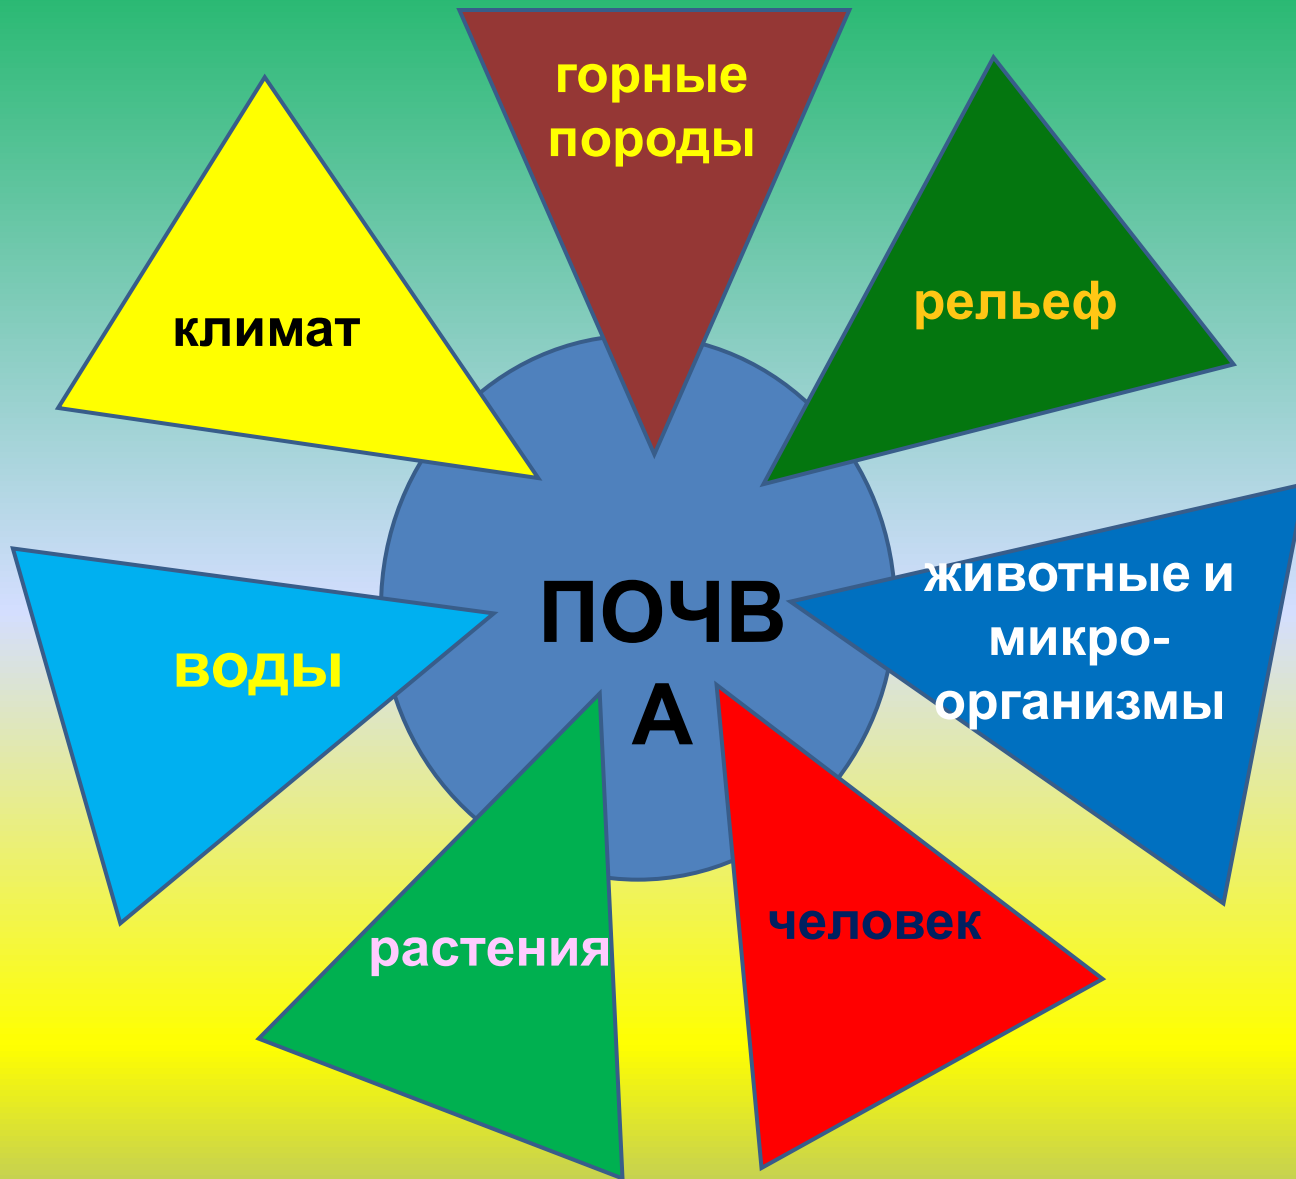 горные
породы
климат
рельеф
животные и
микро-
организмы
ПОЧВ
А
воды
человек
растения